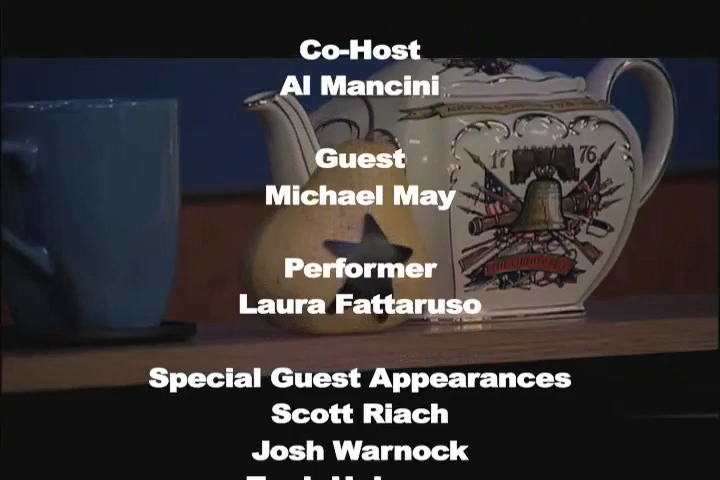 Co-Host
Al Mancini
Guest
17 76
Michael May
Performer
Laura Fattaruso
Special Guest Appearances
Scott Riach
Josh Warnock